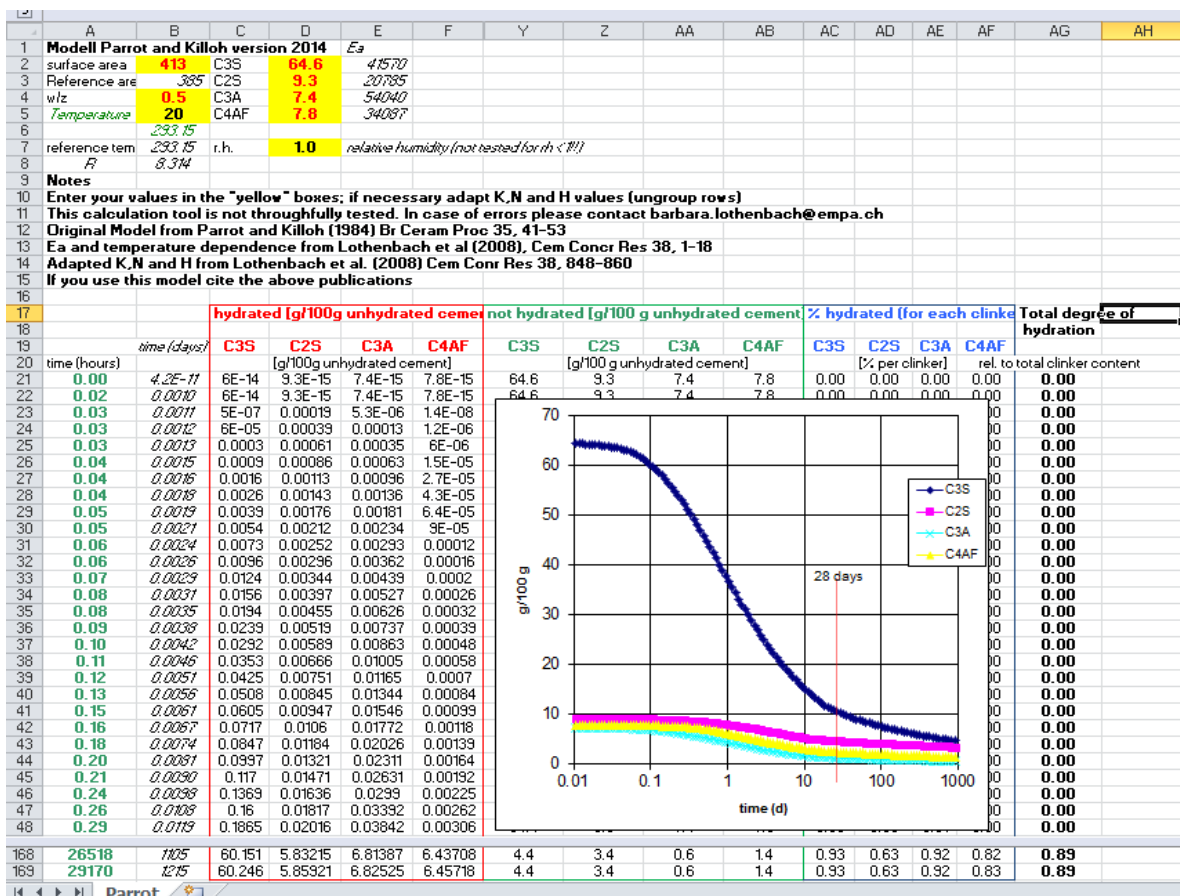 A B C D E F Y Z AA AB AC AD AE AF AG AH
1 Modell Parrot and Killoh version 2014 Ea
2 surface area 413 C3S 64.6 41570
3 Reference are 385 C2S 9.3 20785
4 w/z 0.5 C3A 7.4 54040
5 Temperature 20 C4AF 7.8 34087
6 293.15
7 reference tem 293.15 r.h. 1.0 relative humidity (not tested for rh <1!!)
8 R 8.314
9 Notes
10 Enter your values in the "yellow" boxes; if necessary adapt K,N and H values (ungroup rows)
11 This calculation tool is not throughfully tested. In case of errors please contact barbara.lothenbach@empa.ch
12 Original Model from Parrot and Killoh (1984) Br Ceram Proc 35, 41-53
13 Ea and temperature dependence from Lothenbach et al (2008), Cem Concr Res 38, 1-18
14 Adapted K,N and H from Lothenbach et al. (2008) Cem Conr Res 38, 848-860
15 If you use this model cite the above publications
16
17 hydrated [g/100g unhydrated cemer not hydrated [g/100 g unhydrated cement] % hydrated (for each clinke Total degree of
18 hydration
19 time (days) C3S C2S C3A C4AF C3S C2S C3A C4AF C3S C2S C3A C4AF
20 time (hours) [g/100g unhydrated cement] [g/100g unhydrated cement] [% per clinker] rel. to total clinker content
21 0.00 4.2E-11 6E-14 9.3E-15 7.4E-15 7.8E-15 64.6 9.3 7.4 7.8 0.00 0.00 0.00 0.00 0.00
22 0.02 0.0010 6E-14 9.3E-15 7.4E-15 7.8E-15 64.6 9.3 7.4 7.8 0.00 0.00 0.00 0.00 0.00
23 0.03 0.0011 5E-07 0.00019 5.3E-06 1.4E-08 0.00
24 0.03 0.0012 6E-05 0.00039 0.00013 1.2E-06 0.00
25 0.03 0.0013 0.0003 0.00061 0.00035 6E-06 0.00
26 0.04 0.0015 0.0009 0.00086 0.00063 1.5E-05 0.00
27 0.04 0.0016 0.0016 0.00113 0.00096 2.7E-05 0.00
28 0.04 0.0018 0.0026 0.00143 0.00136 4.3E-05 0.00
29 0.05 0.0019 0.0039 0.00176 0.00181 6.4E-05 0.00
30 0.05 0.0021 0.0054 0.00212 0.00234 9E-05 0.00
31 0.06 0.0024 0.0073 0.00252 0.00293 0.00012 0.00
32 0.06 0.0026 0.0096 0.00296 0.00362 0.00016 0.00
33 0.07 0.0029 0.0124 0.00344 0.00439 0.0002 0.00
34 0.08 0.0031 0.0156 0.00397 0.00527 0.00026 0.00
35 0.08 0.0035 0.0194 0.00455 0.00626 0.00032 0.00
36 0.09 0.0038 0.0239 0.00519 0.00737 0.00039 0.00
37 0.10 0.0042 0.0292 0.00589 0.00863 0.00048 0.00
38 0.11 0.0046 0.0353 0.00666 0.01005 0.00058 0.00
39 0.12 0.0051 0.0425 0.00751 0.01165 0.0007 0.00
40 0.13 0.0056 0.0508 0.00845 0.01344 0.00084 0.00
41 0.15 0.0061 0.0605 0.00947 0.01546 0.00099 0.00
42 0.16 0.0067 0.0717 0.0106 0.01772 0.00118 0.00
43 0.18 0.0074 0.0847 0.01184 0.02026 0.00139 0.00
44 0.20 0.0081 0.0997 0.01321 0.02311 0.00164 0.00
45 0.21 0.0090 0.117 0.01471 0.02631 0.00192 0.00
46 0.24 0.0098 0.1369 0.01636 0.0299 0.00225 0.00
47 0.26 0.0108 0.16 0.01817 0.03392 0.00262 0.00
48 0.29 0.0119 0.1865 0.02016 0.03842 0.00306 0.00
70
60
50
40
30
20
10
0
g/100 g
0.01 0.1 1 10 100 1000
time (d)
28 days
C3S
C2S
C3A
C4AF
168 26518 1105 60.151 5.83215 6.81387 6.43708 4.4 3.4 0.6 1.4 0.93 0.63 0.92 0.82 0.89
169 29170 1215 60.246 5.85921 6.82525 6.45718 4.4 3.4 0.6 1.4 0.93 0.63 0.92 0.83 0.89
Parrot